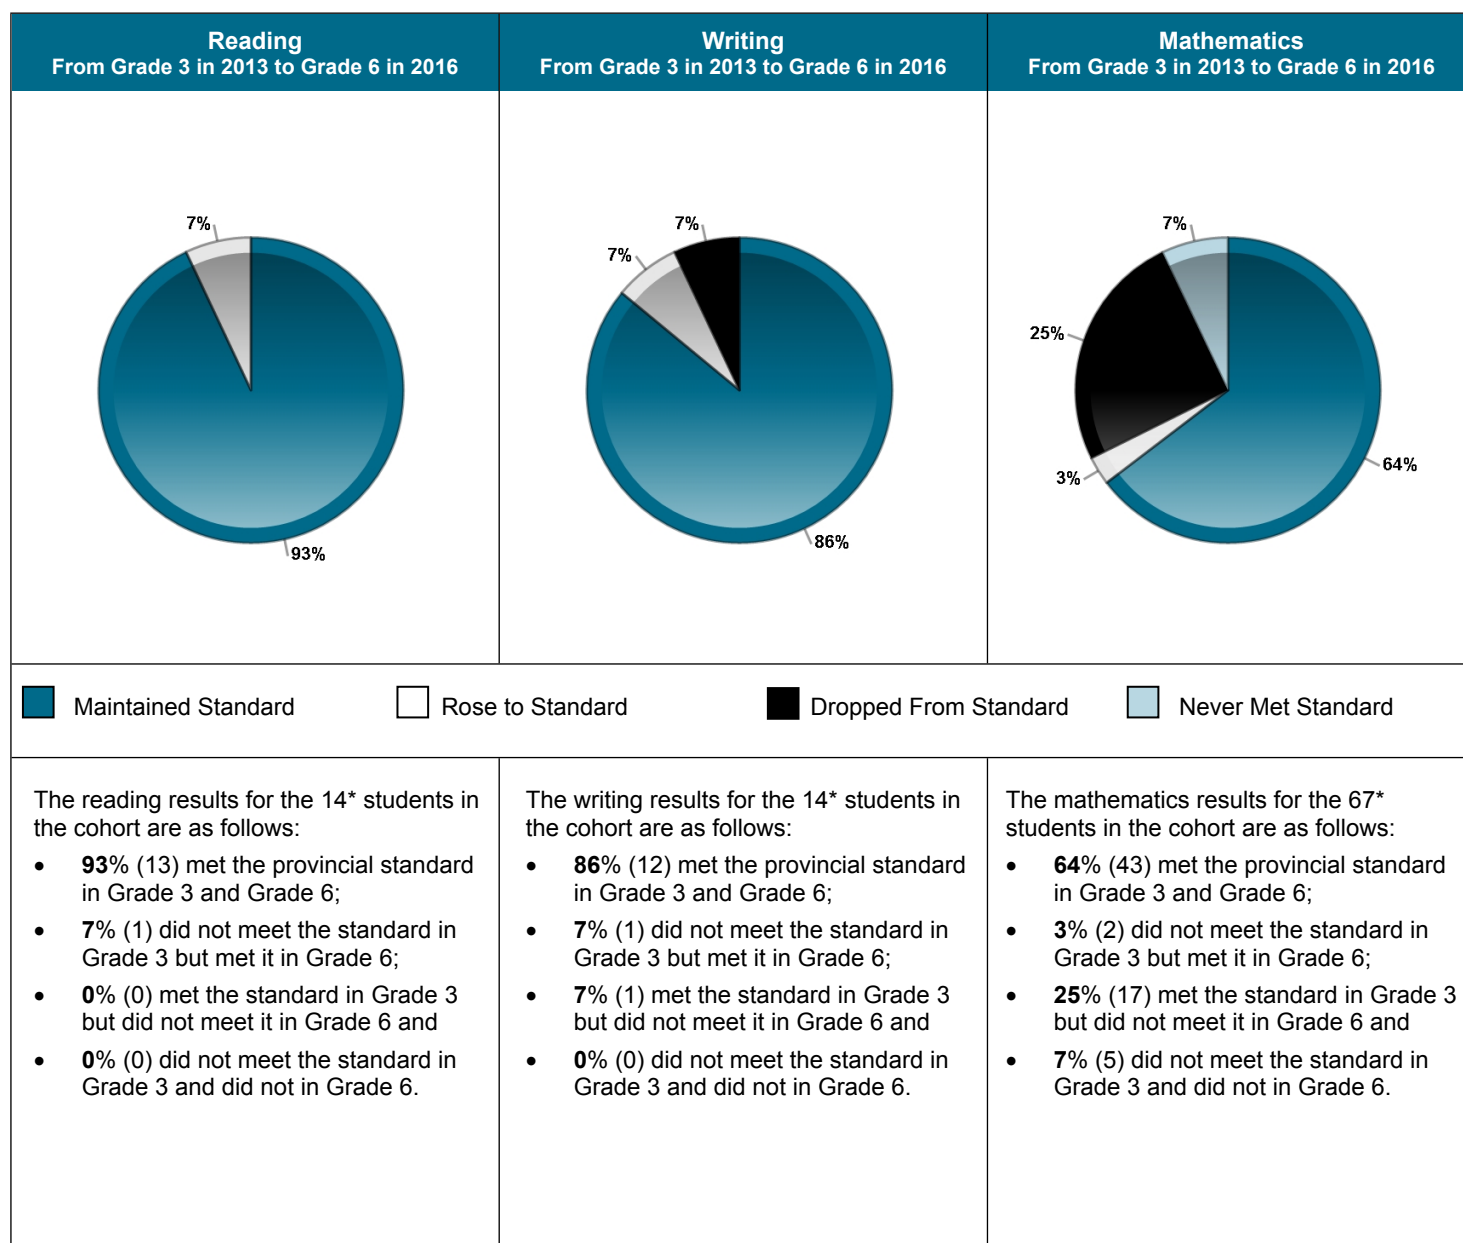 Reading
From Grade 3 in 2013 to Grade 6 in 2016
Writing
From Grade 3 in 2013 to Grade 6 in 2016
Mathematics
From Grade 3 in 2013 to Grade 6 in 2016
7%
93%
7%
7%
86%
7%
25%
3%
64%
Maintained Standard
Rose to Standard
Dropped From Standard
Never Met Standard
The reading results for the 14* students in
the cohort are as follows:
• 93% (13) met the provincial standard
in Grade 3 and Grade 6;
• 7% (1) did not meet the standard in
Grade 3 but met it in Grade 6;
• 0% (0) met the standard in Grade 3
but did not meet it in Grade 6 and
• 0% (0) did not meet the standard in
Grade 3 and did not in Grade 6.
The writing results for the 14* students in
the cohort are as follows:
• 86% (12) met the provincial standard
in Grade 3 and Grade 6;
• 7% (1) did not meet the standard in
Grade 3 but met it in Grade 6;
• 7% (1) met the standard in Grade 3
but did not meet it in Grade 6 and
• 0% (0) did not meet the standard in
Grade 3 and did not in Grade 6.
The mathematics results for the 67*
students in the cohort are as follows:
• 64% (43) met the provincial standard
in Grade 3 and Grade 6;
• 3% (2) did not meet the standard in
Grade 3 but met it in Grade 6;
• 25% (17) met the standard in Grade 3
but did not meet it in Grade 6 and
• 7% (5) did not meet the standard in
Grade 3 and did not in Grade 6.